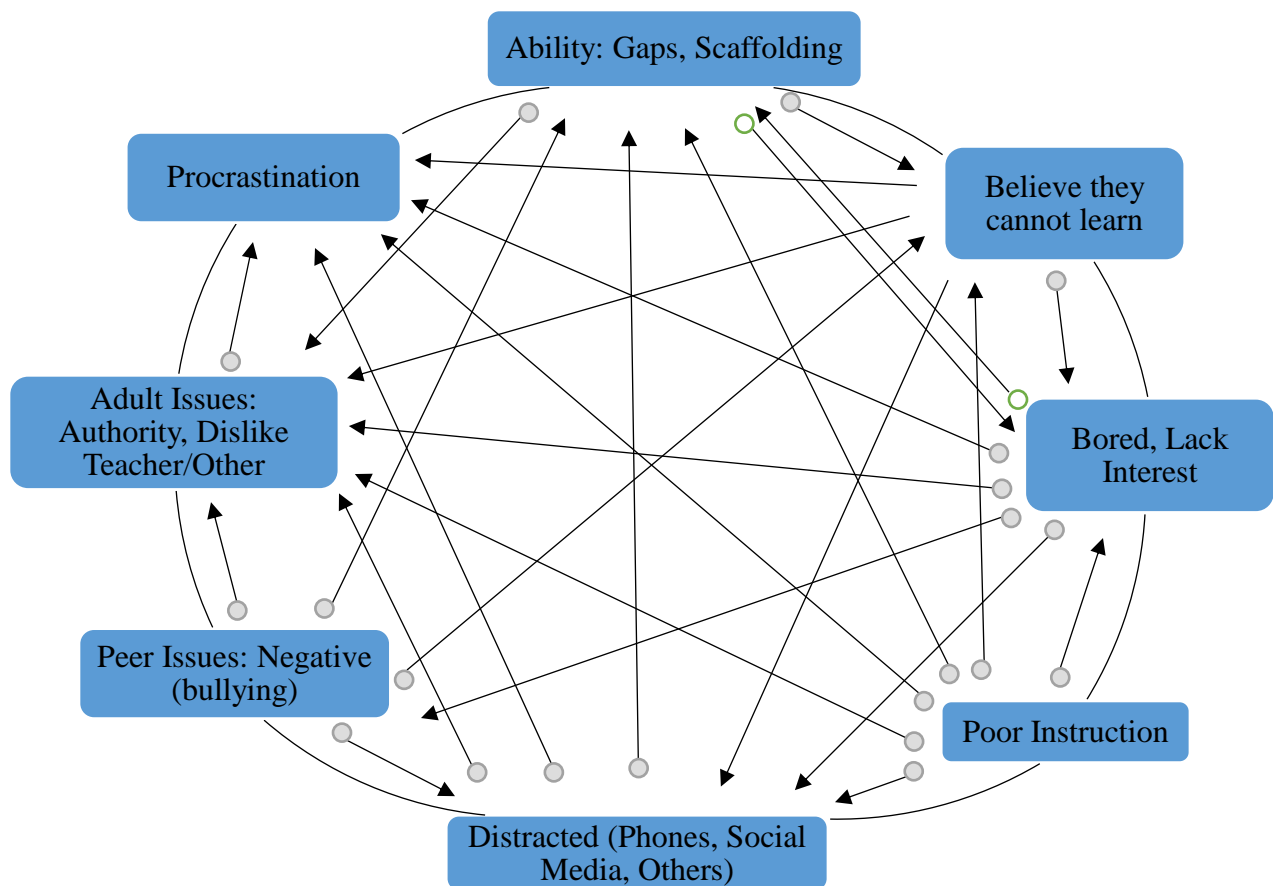 Ability: Gaps, Scaffolding
Procrastination
Believe they
cannot learn
Adult Issues:
Authority, Dislike
Teacher/Other
Bored, Lack
Interest
Peer Issues: Negative
(bullying)
Poor Instruction
Distracted (Phones, Social
Media, Others)